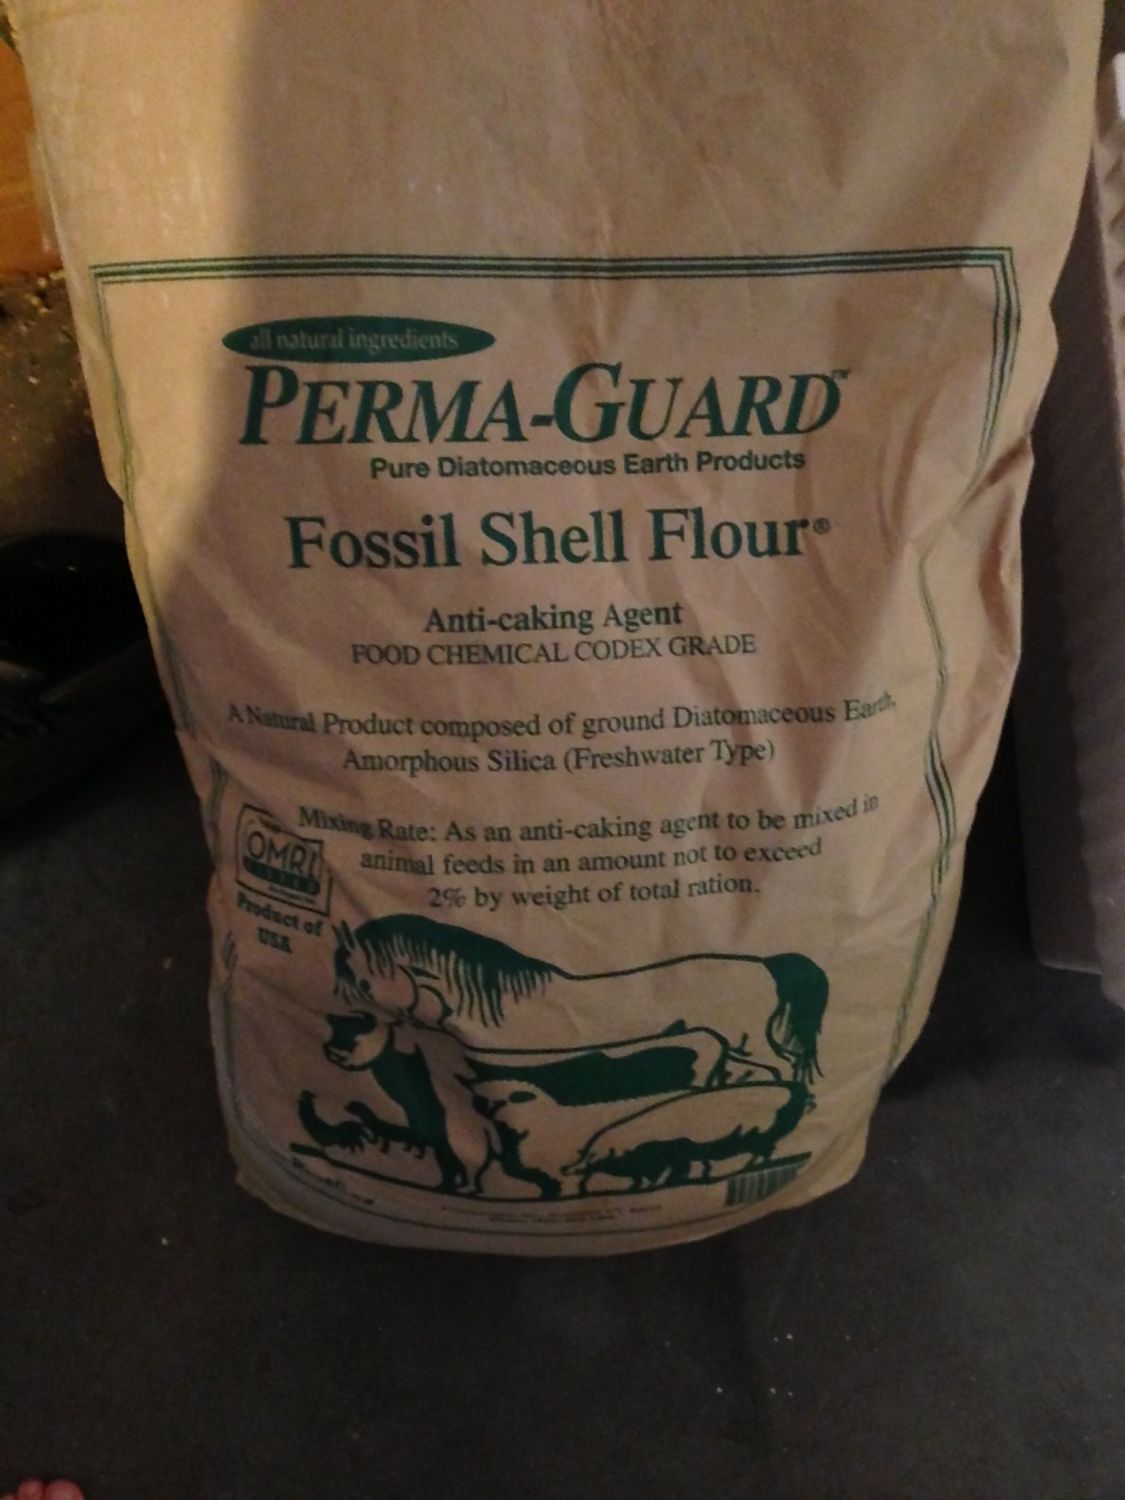 all natural ingredients
PERMA-GUARD™
Pure Diatomaceous Earth Products
Fossil Shell Flour®
Anti-caking Agent
FOOD CHEMICAL CODEX GRADE
A Natural Product composed of ground Diatomaceous Earth,
Amorphous Silica (Freshwater Type)
Mixing Rate: As an anti-caking agent to be mixed in
animal feeds in an amount not to exceed
2% by weight of total ration.
OMRI
LISTED
Product of
USA